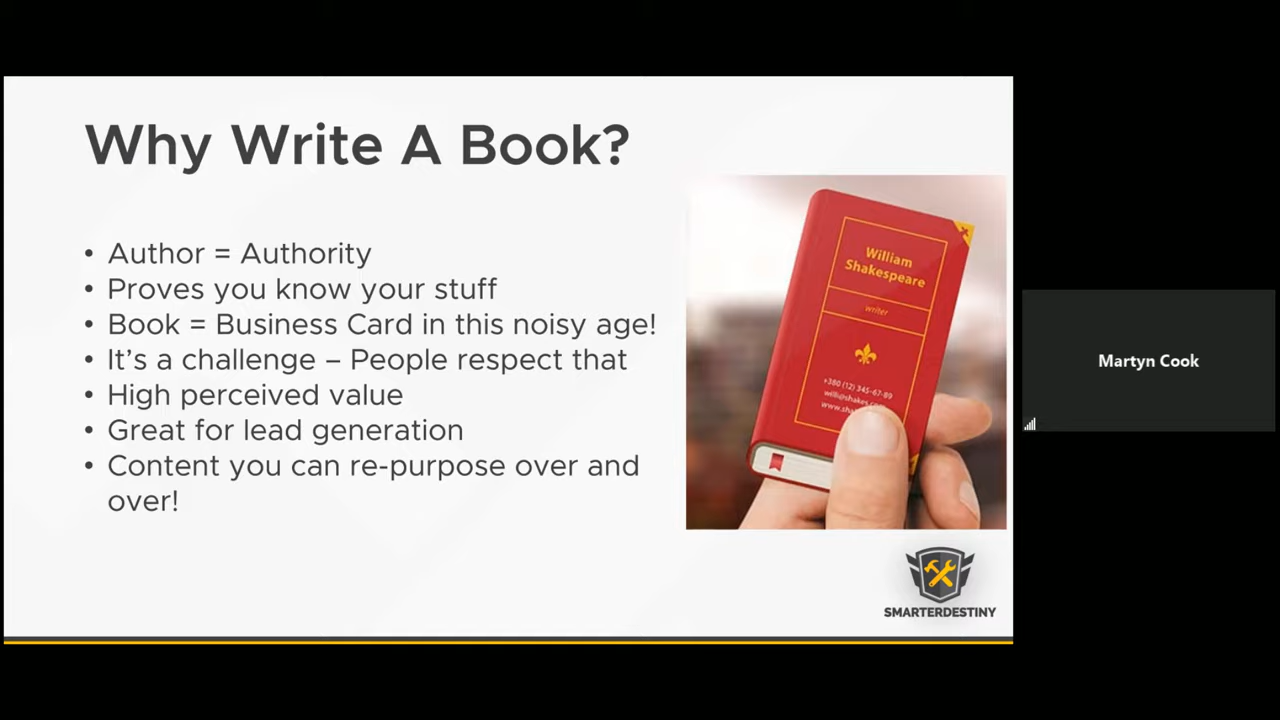 Why Write A Book?
• Author = Authority
• Proves you know your stuff
• Book = Business Card in this noisy age!
• It's a challenge – People respect that
• High perceived value
• Great for lead generation
• Content you can re-purpose over and
over!
William
Shakespeare
writer
+380 (12) 345-67-89
SMARTERDESTINY
Martyn Cook